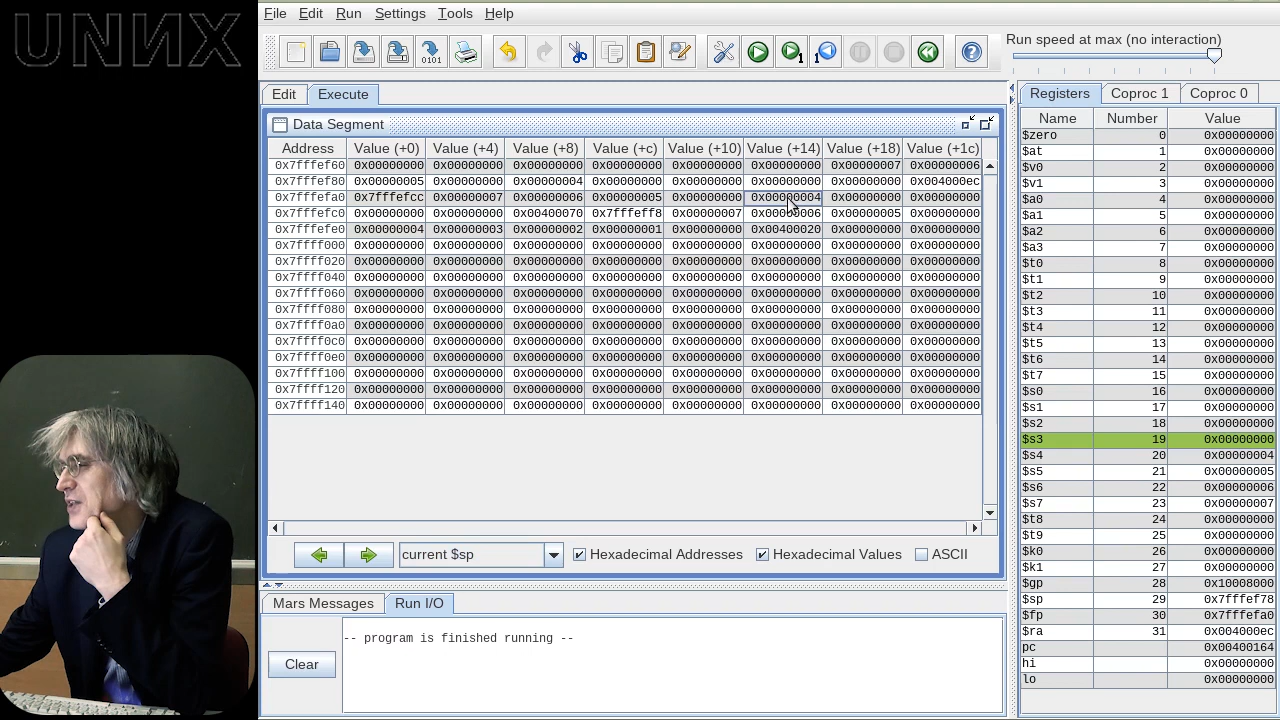 UNИX
File Edit Run Settings Tools Help
Run speed at max (no interaction)
Edit Execute
Data Segment
Address Value (+0) Value (+4) Value (+8) Value (+c) Value (+10) Value (+14) Value (+18) Value (+1c)
0x7fffef60 0x00000000 0x00000000 0x00000000 0x00000000 0x00000000 0x00000000 0x00000007 0x00000006
0x7fffef80 0x00000005 0x00000000 0x00000004 0x00000000 0x00000000 0x00000000 0x00000000 0x004000ec
0x7fffefa0 0x7fffefcc 0x00000007 0x00000006 0x00000005 0x00000000 0x00000004 0x00000000 0x00000000
0x7fffefc0 0x00000000 0x00000000 0x00400070 0x7fffeff8 0x00000007 0x00000006 0x00000005 0x00000000
0x7fffefe0 0x00000004 0x00000003 0x00000002 0x00000001 0x00000000 0x00400020 0x00000000 0x00000000
0x7ffff000 0x00000000 0x00000000 0x00000000 0x00000000 0x00000000 0x00000000 0x00000000 0x00000000
0x7ffff020 0x00000000 0x00000000 0x00000000 0x00000000 0x00000000 0x00000000 0x00000000 0x00000000
0x7ffff040 0x00000000 0x00000000 0x00000000 0x00000000 0x00000000 0x00000000 0x00000000 0x00000000
0x7ffff060 0x00000000 0x00000000 0x00000000 0x00000000 0x00000000 0x00000000 0x00000000 0x00000000
0x7ffff080 0x00000000 0x00000000 0x00000000 0x00000000 0x00000000 0x00000000 0x00000000 0x00000000
0x7ffff0a0 0x00000000 0x00000000 0x00000000 0x00000000 0x00000000 0x00000000 0x00000000 0x00000000
0x7ffff0c0 0x00000000 0x00000000 0x00000000 0x00000000 0x00000000 0x00000000 0x00000000 0x00000000
0x7ffff0e0 0x00000000 0x00000000 0x00000000 0x00000000 0x00000000 0x00000000 0x00000000 0x00000000
0x7ffff100 0x00000000 0x00000000 0x00000000 0x00000000 0x00000000 0x00000000 0x00000000 0x00000000
0x7ffff120 0x00000000 0x00000000 0x00000000 0x00000000 0x00000000 0x00000000 0x00000000 0x00000000
0x7ffff140 0x00000000 0x00000000 0x00000000 0x00000000 0x00000000 0x00000000 0x00000000 0x00000000
current $sp Hexadecimal Addresses Hexadecimal Values ASCII
Mars Messages Run I/O
-- program is finished running --
Clear
Registers Coproc 1 Coproc 0
Name Number Value
$zero 0 0x00000000
$at 1 0x00000000
$v0 2 0x00000000
$v1 3 0x00000000
$a0 4 0x00000000
$a1 5 0x00000000
$a2 6 0x00000000
$a3 7 0x00000000
$t0 8 0x00000000
$t1 9 0x00000000
$t2 10 0x00000000
$t3 11 0x00000000
$t4 12 0x00000000
$t5 13 0x00000000
$t6 14 0x00000000
$t7 15 0x00000000
$s0 16 0x00000000
$s1 17 0x00000000
$s2 18 0x00000000
$s3 19 0x00000000
$s4 20 0x00000004
$s5 21 0x00000005
$s6 22 0x00000006
$s7 23 0x00000007
$t8 24 0x00000000
$t9 25 0x00000000
$k0 26 0x00000000
$k1 27 0x00000000
$gp 28 0x10008000
$sp 29 0x7fffef78
$fp 30 0x7fffefa0
$ra 31 0x004000ec
pc 0x00400164
hi 0x00000000
lo 0x00000000